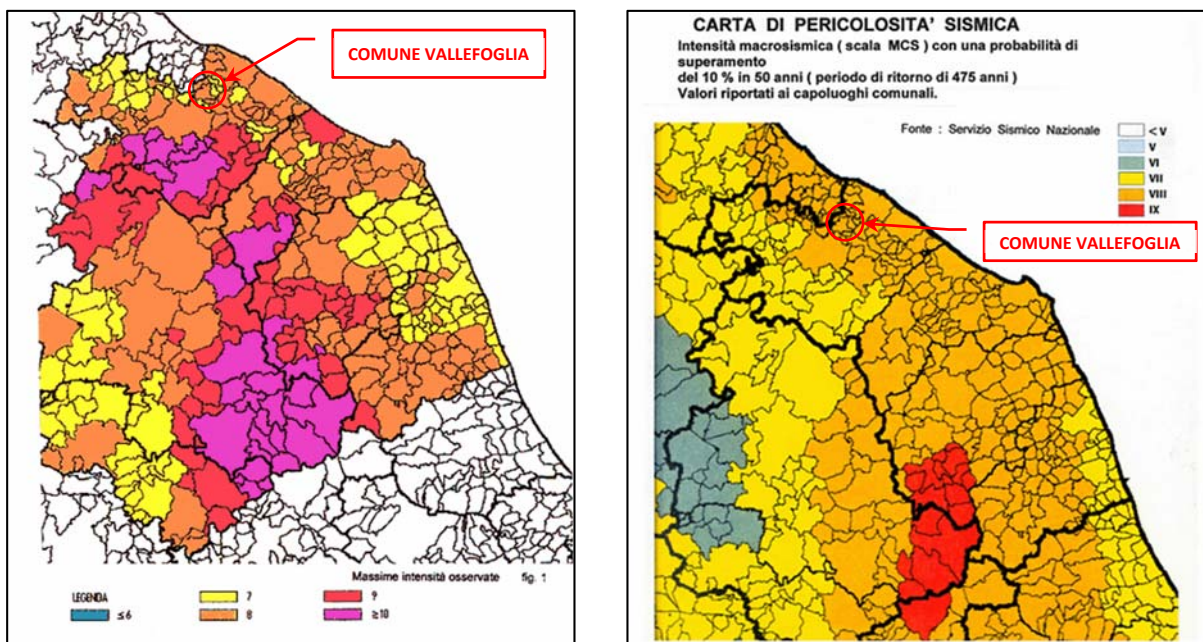 COMUNE VALLEFOGLIA
Massime intensità osservate fig. 1
LEGENDA
≤6
7
8
9
≥10
CARTA DI PERICOLOSITA' SISMICA
Intensità macrosismica ( scala MCS ) con una probabilità di
superamento
del 10 % in 50 anni ( periodo di ritorno di 475 anni )
Valori riportati ai capoluoghi comunali.
Fonte : Servizio Sismico Nazionale
< V
V
VI
VII
VIII
IX
COMUNE VALLEFOGLIA